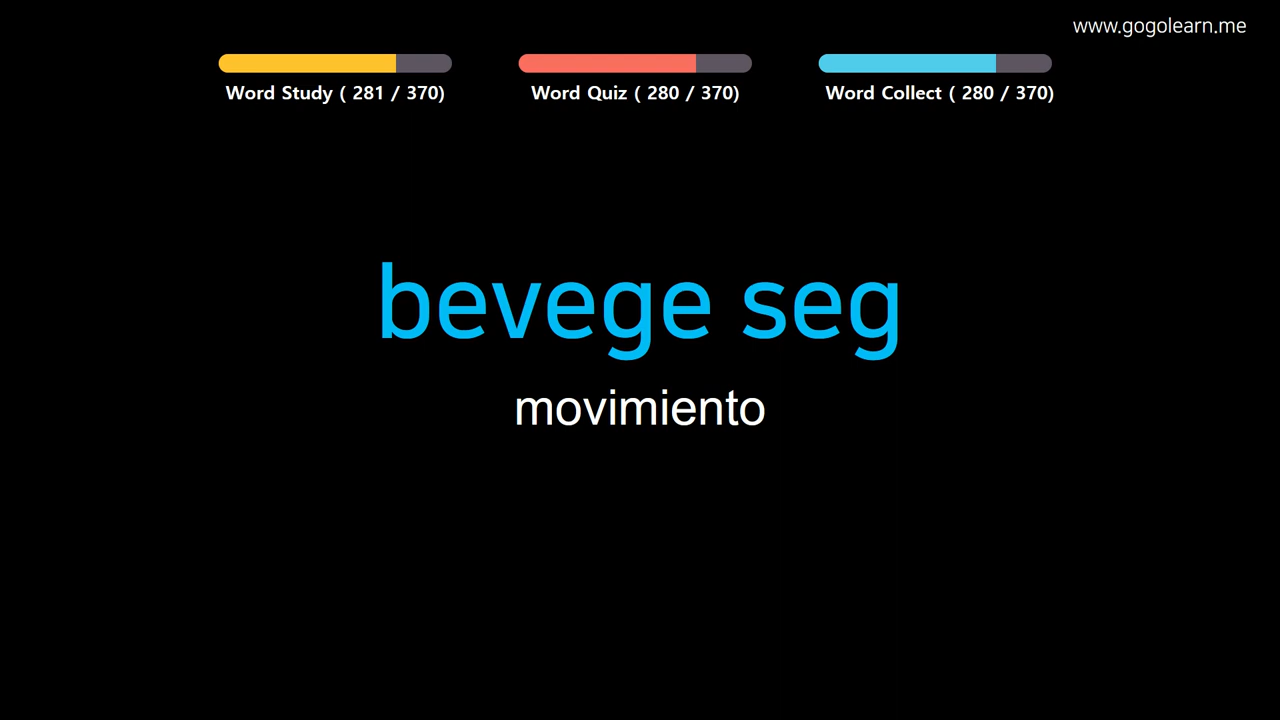 www.gogolearn.me
Word Study ( 281 / 370)
Word Quiz ( 280 / 370)
Word Collect ( 280 / 370)
bevege seg
movimiento